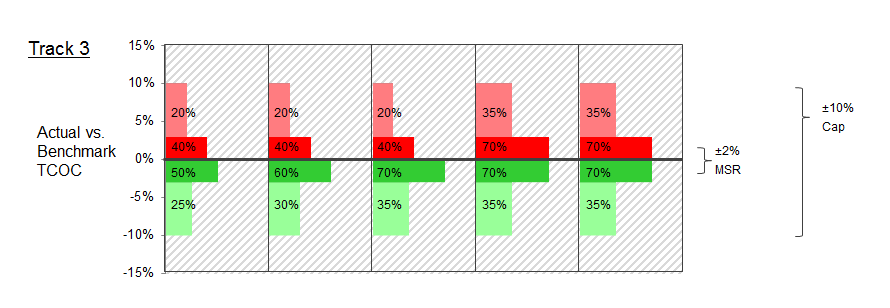 Track 3
15%
10%
5%
0%
-5%
-10%
-15%
Actual vs.
Benchmark
TCOC
20% 20% 20% 35% 35%
40% 40% 40% 70% 70%
50% 60% 70% 70% 70%
25% 30% 35% 35% 35%
±2%
MSR
±10%
Cap